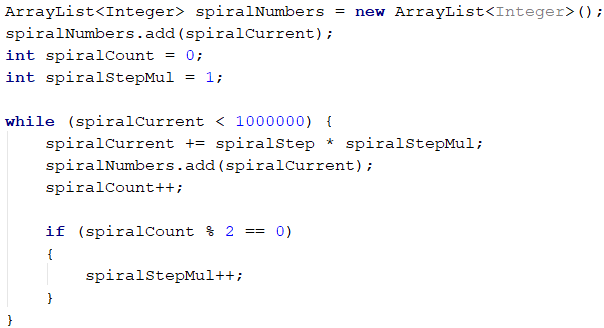 ArrayList<Integer> spiralNumbers = new ArrayList<Integer>();
spiralNumbers.add(spiralCurrent);
int spiralCount = 0;
int spiralStepMul = 1;

while (spiralCurrent < 1000000) {
    spiralCurrent += spiralStep * spiralStepMul;
    spiralNumbers.add(spiralCurrent);
    spiralCount++;

    if (spiralCount % 2 == 0)
    {
        spiralStepMul++;
    }
}